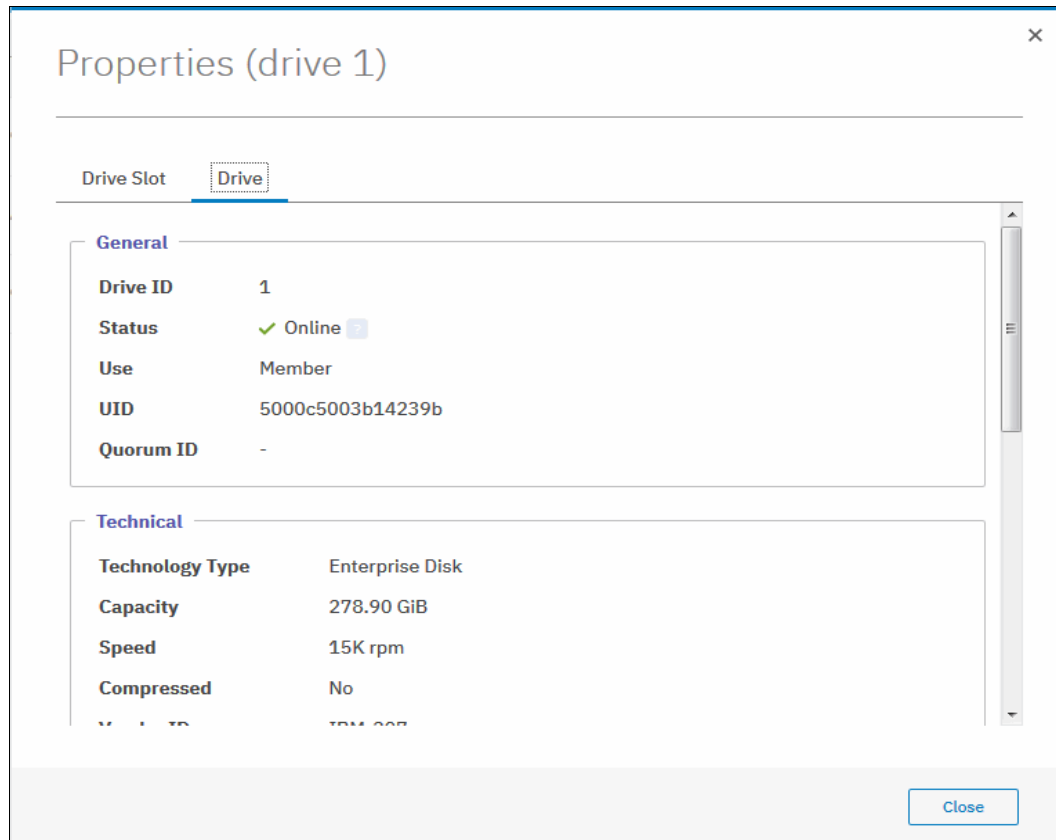 Properties (drive 1)
Drive Slot Drive
General
Drive ID 1
Status Online ?
Use Member
UID 5000c5003b14239b
Quorum ID -
Technical
Technology Type Enterprise Disk
Capacity 278.90 GiB
Speed 15K rpm
Compressed No
Close